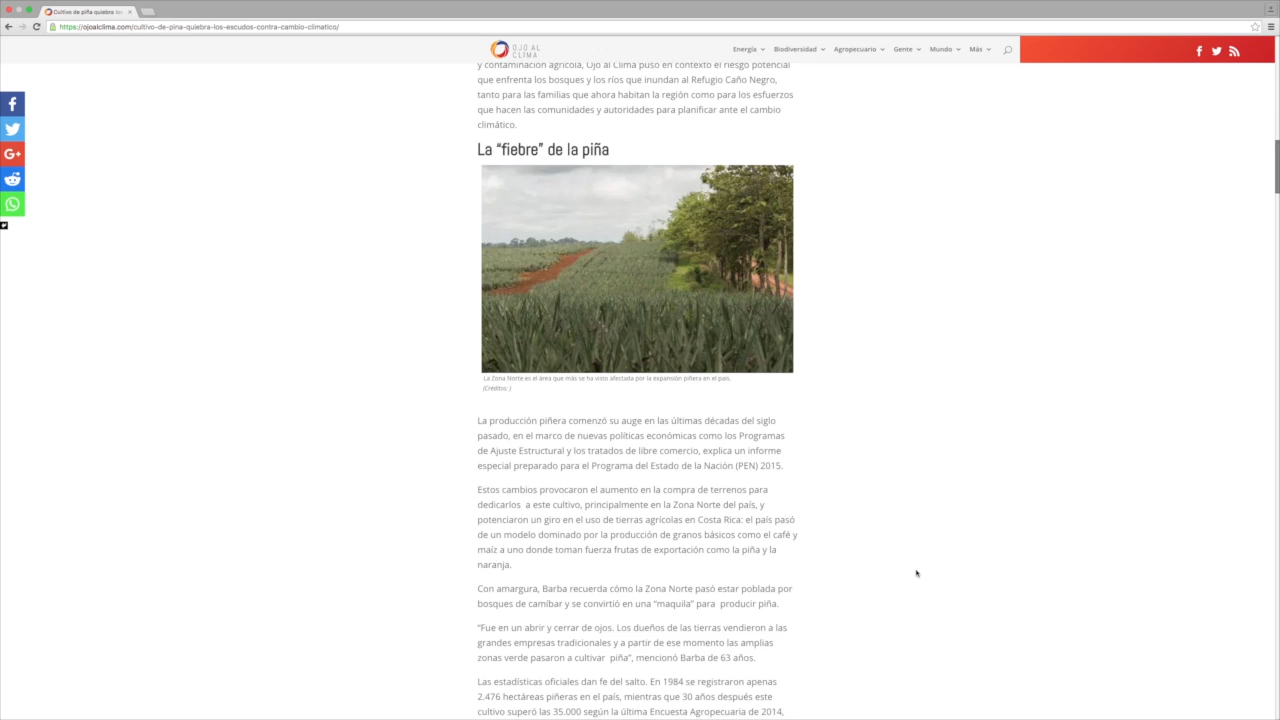 Cultivo de piña quiebra los
https://ojoalclima.com/cultivo-de-pina-quiebra-los-escudos-contra-cambio-climatico/
OJO AL
CLIMA
Energía Biodiversidad Agropecuario Gente Mundo Más
y contaminación agrícola, Ojo al Clima puso en contexto el riesgo potencial
que enfrenta los bosques y los ríos que inundan al Refugio Caño Negro,
tanto para las familias que ahora habitan la región como para los esfuerzos
que hacen las comunidades y autoridades para planificar ante el cambio
climático.
La “fiebre” de la piña
La Zona Norte es el área que más se ha visto afectada por la expansión piñera en el país.
(Créditos: )
La producción piñera comenzó su auge en las últimas décadas del siglo
pasado, en el marco de nuevas políticas económicas como los Programas
de Ajuste Estructural y los tratados de libre comercio, explica un informe
especial preparado para el Programa del Estado de la Nación (PEN) 2015.
Estos cambios provocaron el aumento en la compra de terrenos para
dedicarlos a este cultivo, principalmente en la Zona Norte del país, y
potenciaron un giro en el uso de tierras agrícolas en Costa Rica: el país pasó
de un modelo dominado por la producción de granos básicos como el café y
maíz a uno donde toman fuerza frutas de exportación como la piña y la
naranja.
Con amargura, Barba recuerda cómo la Zona Norte pasó estar poblada por
bosques de camíbar y se convirtió en una “maquila” para producir piña.
“Fue en un abrir y cerrar de ojos. Los dueños de las tierras vendieron a las
grandes empresas tradicionales y a partir de ese momento las amplias
zonas verde pasaron a cultivar piña”, mencionó Barba de 63 años.
Las estadísticas oficiales dan fe del salto. En 1984 se registraron apenas
2.476 hectáreas piñeras en el país, mientras que 30 años después este
cultivo superó las 35.000 según la última Encuesta Agropecuaria de 2014,